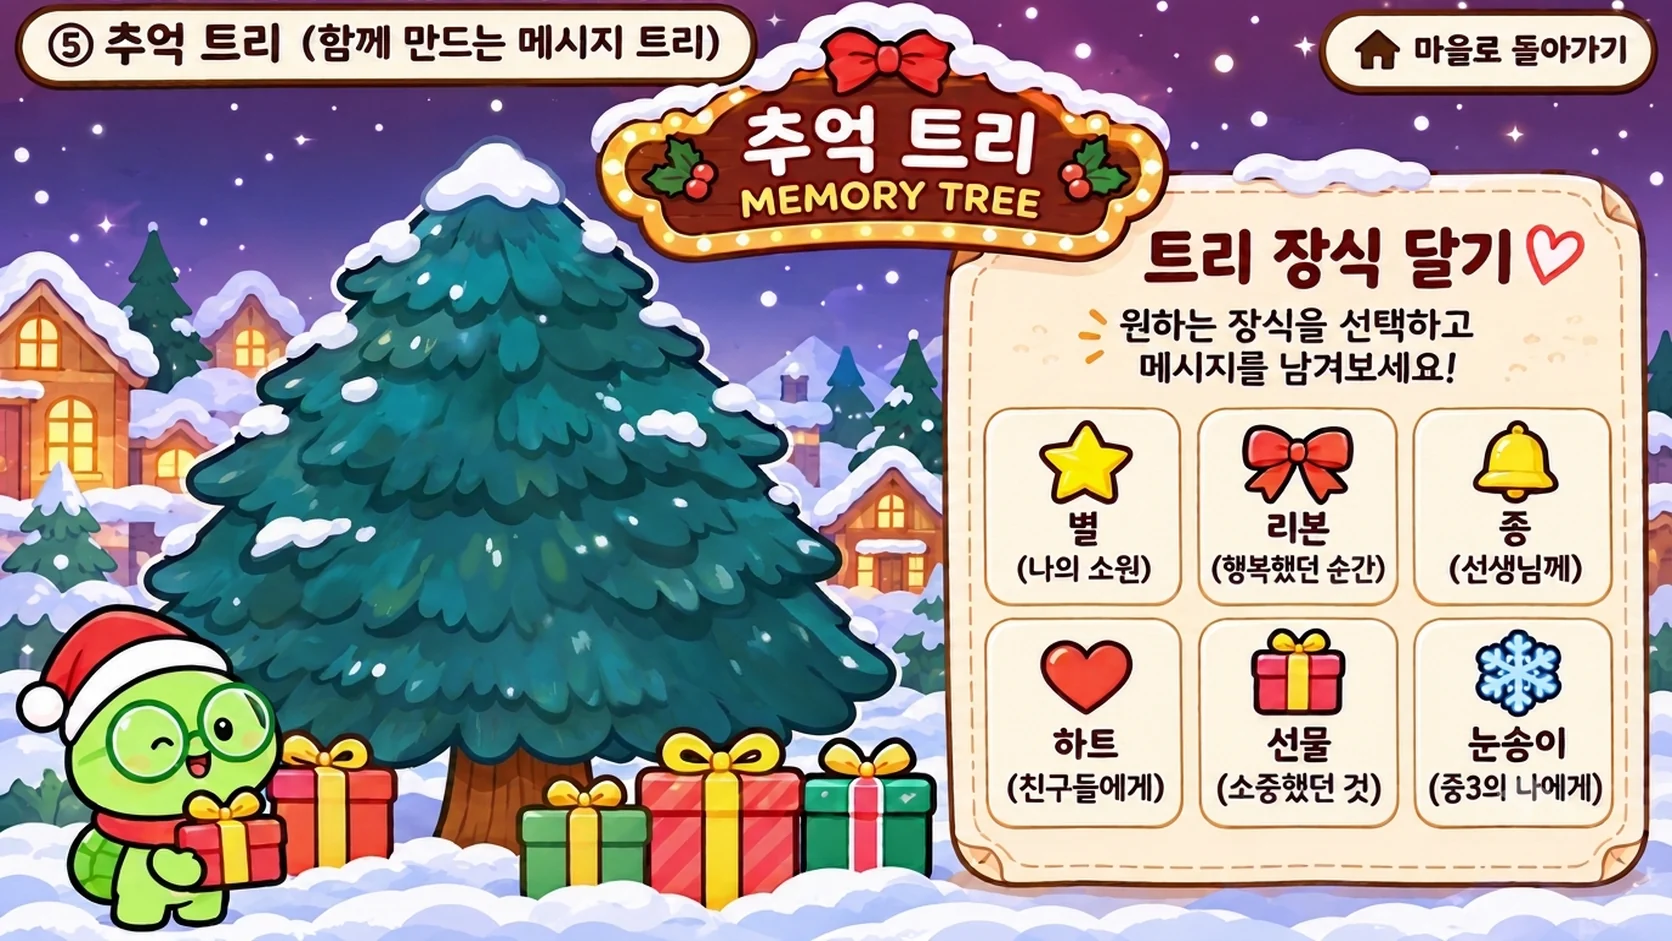 ⑤ 추억 트리 (함께 만드는 메시지 트리)
마을로 돌아가기
추억 트리
MEMORY TREE
트리 장식 달기
원하는 장식을 선택하고
메시지를 남겨보세요!
별
(나의 소원)
리본
(행복했던 순간)
종
(선생님께)
하트
(친구들에게)
선물
(소중했던 것)
눈송이
(중3의 나에게)